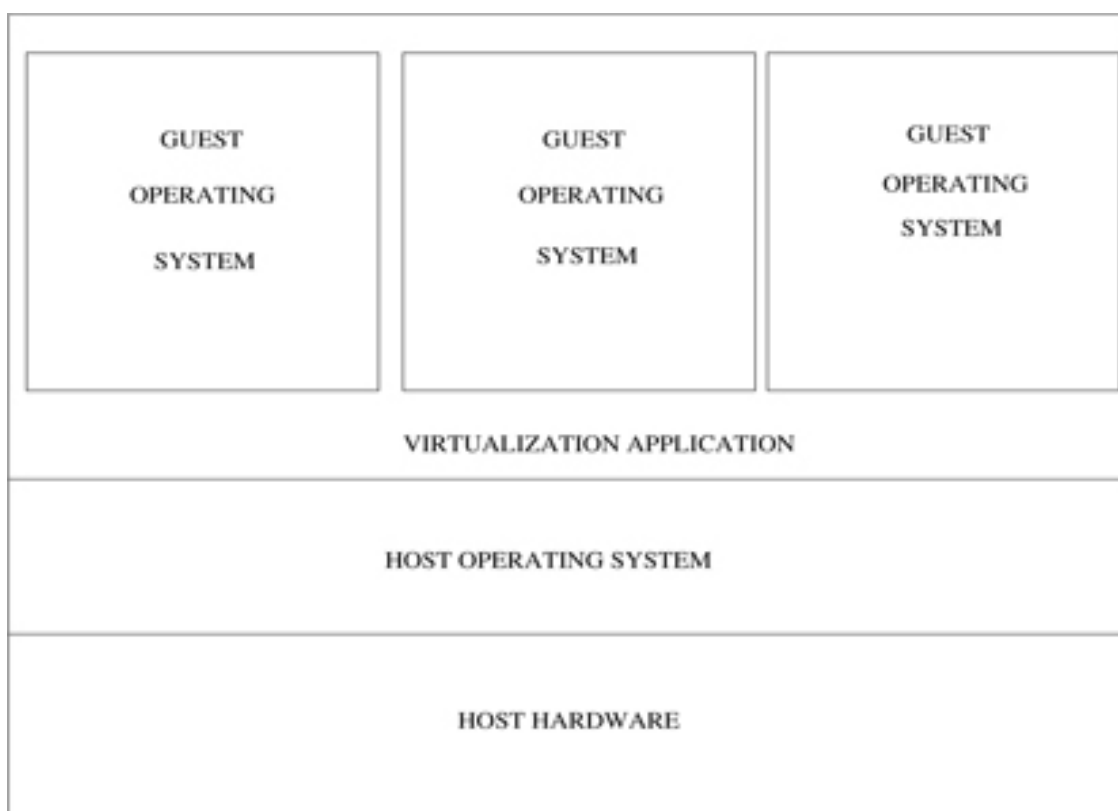 GUEST
OPERATING
SYSTEM
GUEST
OPERATING
SYSTEM
GUEST
OPERATING
SYSTEM
VIRTUALIZATION APPLICATION
HOST OPERATING SYSTEM
HOST HARDWARE